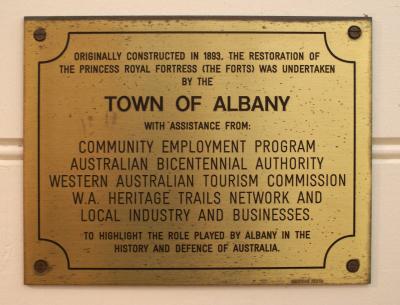 ORIGINALLY CONSTRUCTED IN 1893, THE RESTORATION OF
THE PRINCESS ROYAL FORTRESS (THE FORTS) WAS UNDERTAKEN
BY THE
TOWN OF ALBANY
WITH ASSISTANCE FROM:
COMMUNITY EMPLOYMENT PROGRAM
AUSTRALIAN BICENTENNIAL AUTHORITY
WESTERN AUSTRALIAN TOURISM COMMISSION
W.A. HERITAGE TRAILS NETWORK AND
LOCAL INDUSTRY AND BUSINESSES.
TO HIGHLIGHT THE ROLE PLAYED BY ALBANY IN THE
HISTORY AND DEFENCE OF AUSTRALIA.